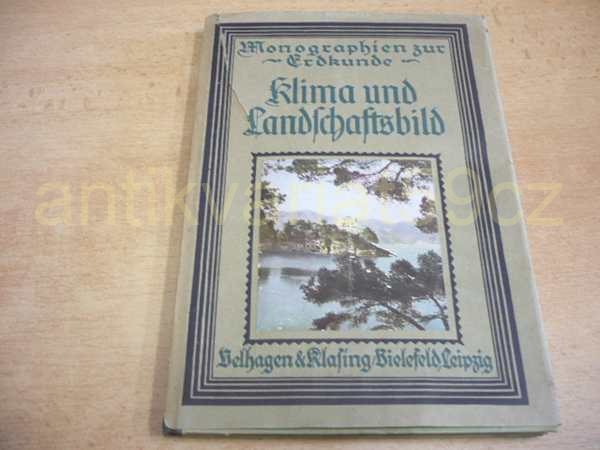 Monographien zur
~ Erdkunde ~
Klima und
Landschaftsbild
Velhagen & Klasing/Bielefeld, Leipzig